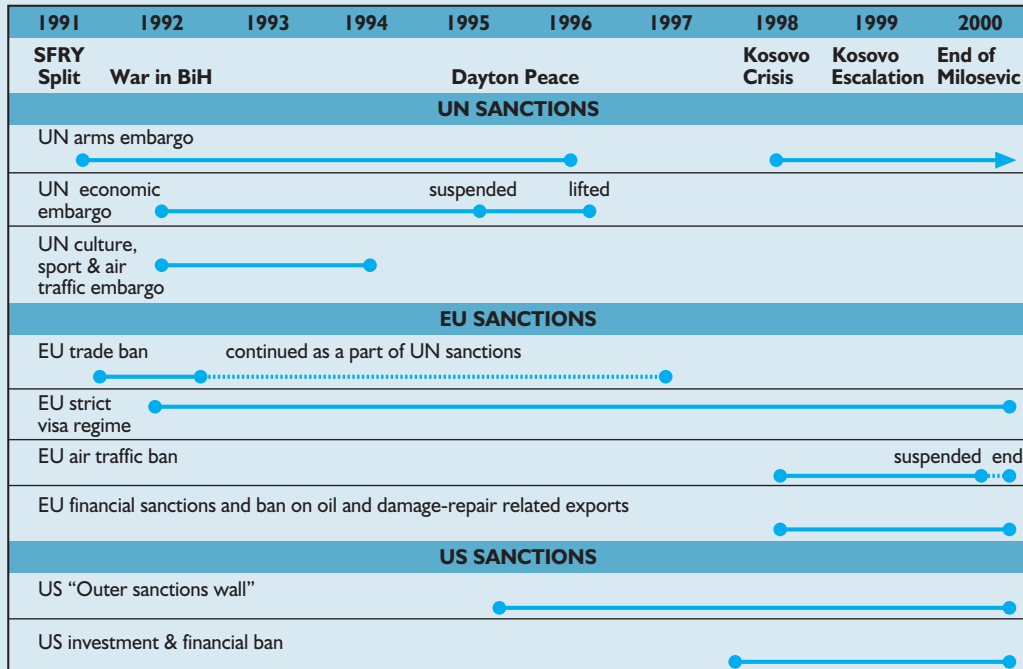 1991 1992 1993 1994 1995 1996 1997 1998 1999 2000
SFRY Kosovo Kosovo End of
Split War in BiH Dayton Peace Crisis Escalation Milosevic
UN SANCTIONS
UN arms embargo
UN economic suspended lifted
embargo
UN culture,
sport & air
traffic embargo
EU SANCTIONS
EU trade ban continued as a part of UN sanctions
EU strict
visa regime
EU air traffic ban suspended end
EU financial sanctions and ban on oil and damage-repair related exports
US SANCTIONS
US “Outer sanctions wall”
US investment & financial ban